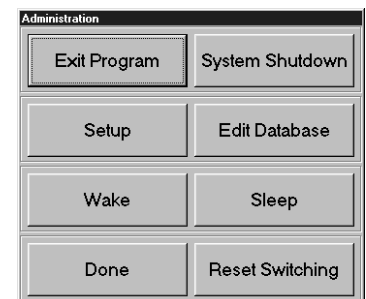 Administration
Exit Program
System Shutdown
Setup
Edit Database
Wake
Sleep
Done
Reset Switching